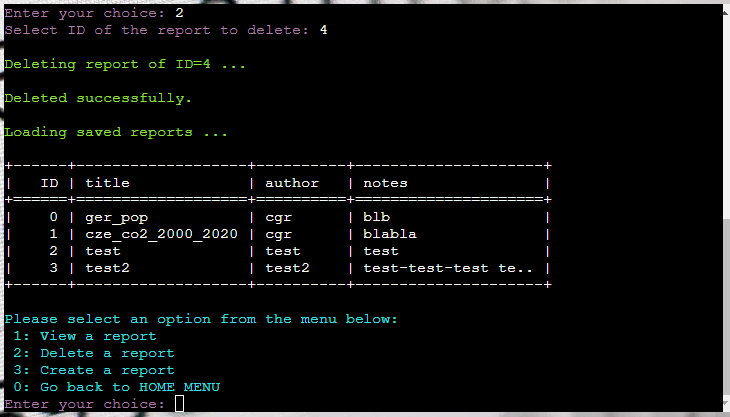 Enter your choice: 2
Select ID of the report to delete: 4
Deleting report of ID=4 ...
Deleted successfully.
Loading saved reports ...
+------+-------------------+----------+---------------------+
|   ID | title             | author   | notes               |
+======+===================+==========+=====================+
|    0 | ger_pop           | cgr      | blb                 |
|    1 | cze_co2_2000_2020 | cgr      | blabla              |
|    2 | test              | test     | test                |
|    3 | test2             | test2    | test-test-test te.. |
+------+-------------------+----------+---------------------+
Please select an option from the menu below:
1: View a report
2: Delete a report
3: Create a report
0: Go back to HOME MENU
Enter your choice: